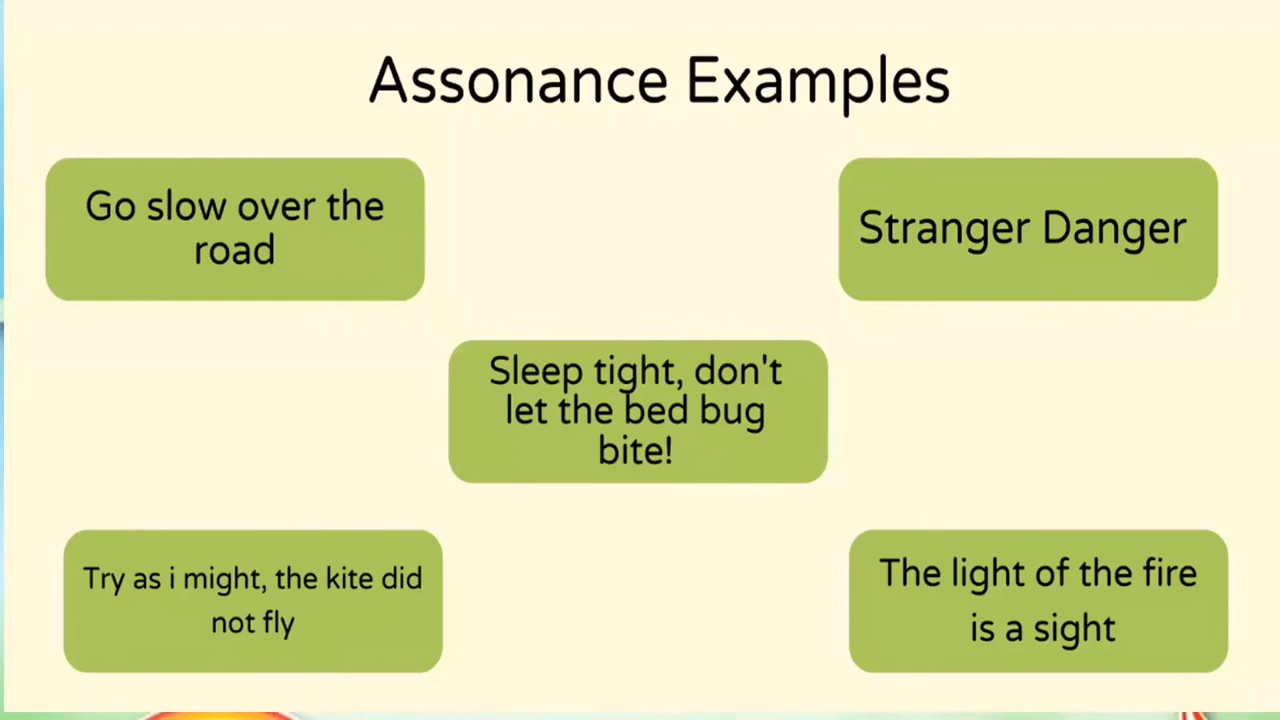 Assonance Examples
Go slow over the
road
Stranger Danger
Sleep tight, don't
let the bed bug
bite!
Try as i might, the kite did
not fly
The light of the fire
is a sight